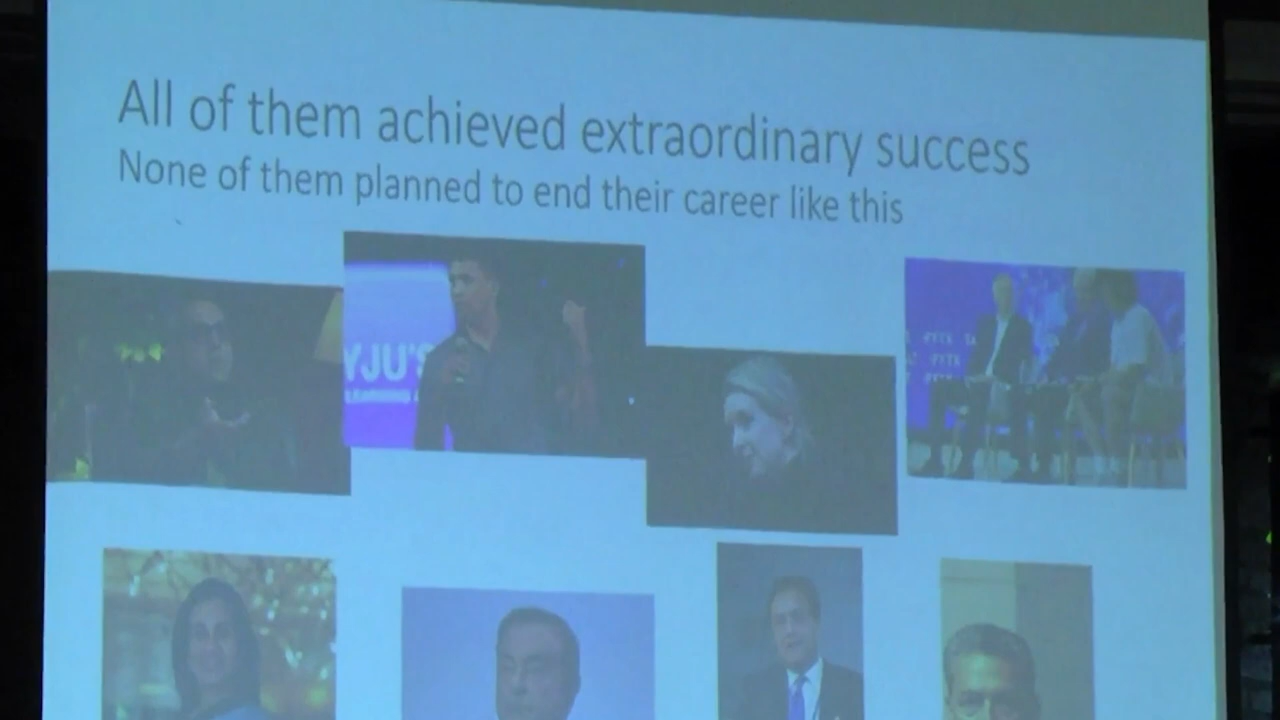 All of them achieved extraordinary success
None of them planned to end their career like this
YJU'S